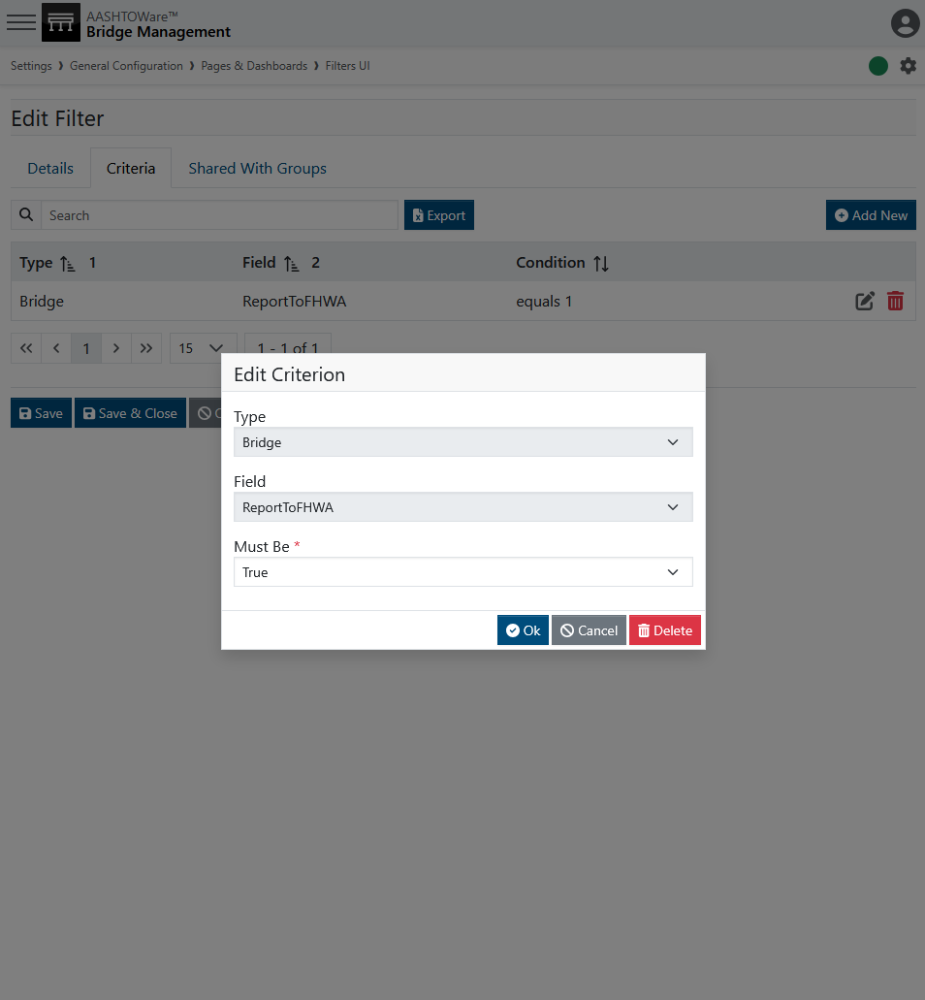 AASHTOWare™
Bridge Management
Settings ❯ General Configuration ❯ Pages & Dashboards ❯ Filters UI
Edit Filter
Details Criteria Shared With Groups
Search Export Add New
Type 1 Field 2 Condition
Bridge ReportToFHWA equals 1
1 15 1 - 1 of 1
Save Save & Close
Edit Criterion
Type
Bridge
Field
ReportToFHWA
Must Be *
True
Ok Cancel Delete